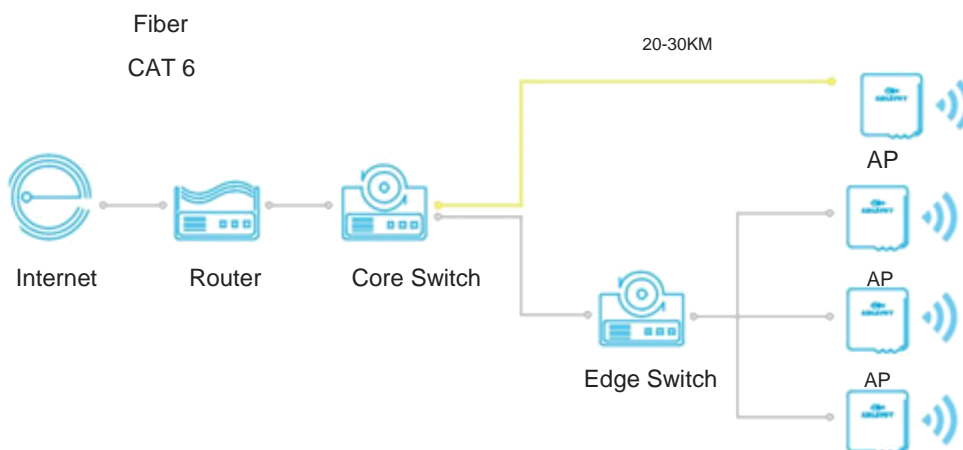 Fiber
20-30KM
CAT 6
AP
Internet
Router
Core Switch
AP
Edge Switch
AP